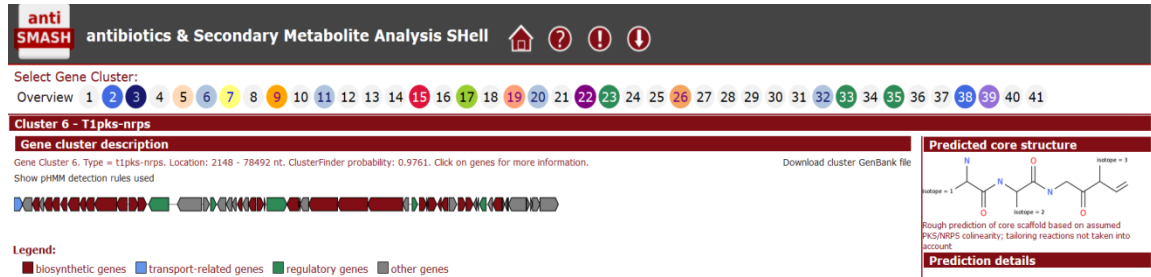 anti
SMASH
antibiotics & Secondary Metabolite Analysis SHell
Select Gene Cluster:
Overview 1 2 3 4 5 6 7 8 9 10 11 12 13 14 15 16 17 18 19 20 21 22 23 24 25 26 27 28 29 30 31 32 33 34 35 36 37 38 39 40 41
Cluster 6 - T1pks-nrps
Gene cluster description
Gene Cluster 6. Type = t1pks-nrps. Location: 2148 - 78492 nt. ClusterFinder probability: 0.9761. Click on genes for more information.
Download cluster GenBank file
Show pHMM detection rules used
Legend:
biosynthetic genes transport-related genes regulatory genes other genes
Predicted core structure
N O isotope = 3
N N
isotope = 1
O isotope = 2 O
Rough prediction of core scaffold based on assumed
PKS/NRPS colinearity; tailoring reactions not taken into
account
Prediction details